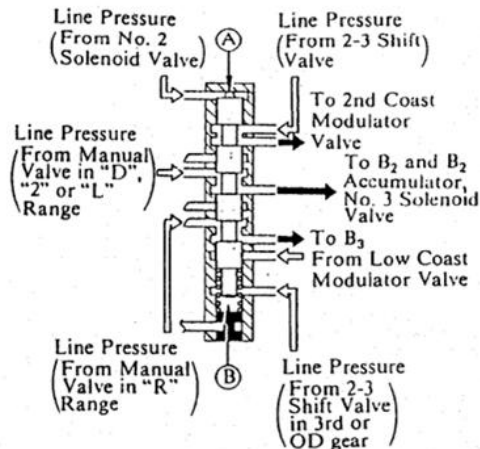 Line Pressure
(From No. 2
Solenoid Valve)
A
Line Pressure
(From 2-3 Shift)
Valve
To 2nd Coast
Modulator
Valve
Line Pressure
(From Manual
Valve in "D",
"2" or "L"
Range)
To B2 and B2
Accumulator,
No. 3 Solenoid
Valve
To B3
From Low Coast
Modulator Valve
Line Pressure
(From Manual
Valve in "R"
Range)
B
Line Pressure
(From 2-3
Shift Valve
in 3rd or
OD gear)